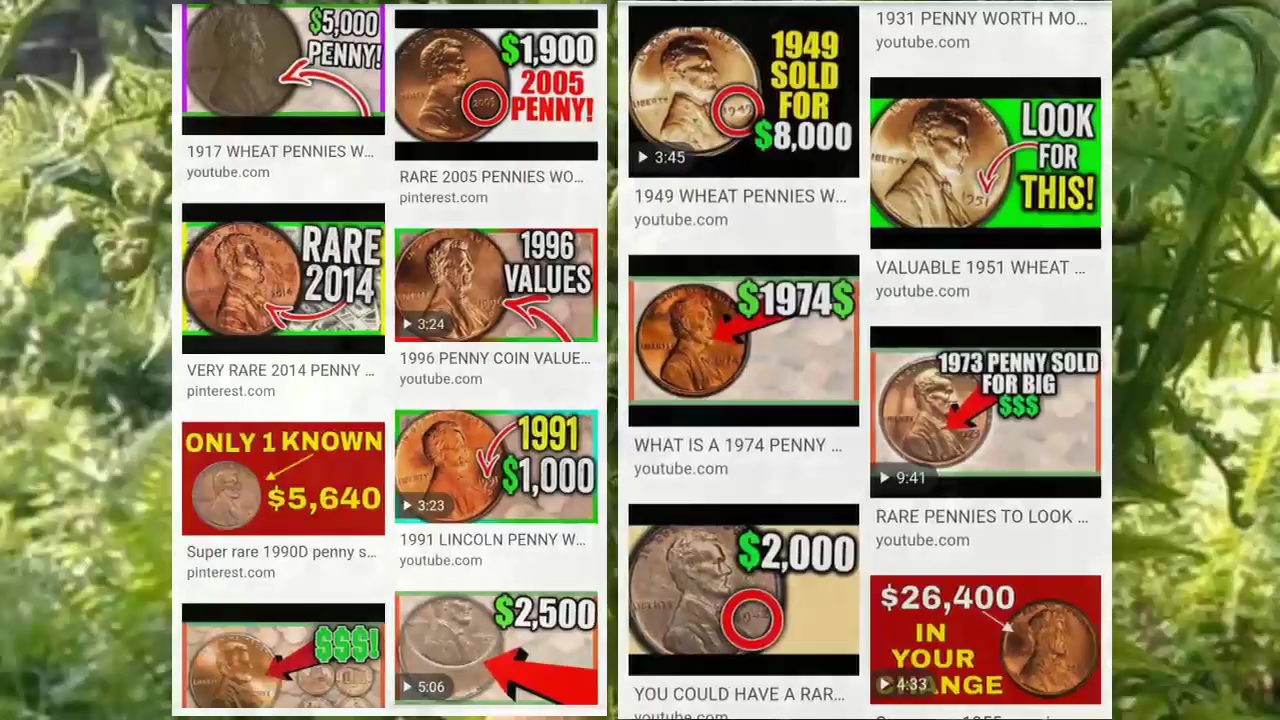 $5,000
PENNY!
1917 WHEAT PENNIES W...
youtube.com
RARE
2014
VERY RARE 2014 PENNY ...
pinterest.com
ONLY 1 KNOWN
$5,640
Super rare 1990D penny s...
pinterest.com
$$$!
$1,900
2005
PENNY!
RARE 2005 PENNIES WO...
pinterest.com
1996
VALUES
3:24
1996 PENNY COIN VALUE...
youtube.com
1991
$1,000
3:23
1991 LINCOLN PENNY W...
youtube.com
$2,500
5:06
1949
SOLD
FOR
$8,000
LIBERTY
1949
3:45
1949 WHEAT PENNIES W...
youtube.com
$1974$
WHAT IS A 1974 PENNY ...
youtube.com
$2,000
YOU COULD HAVE A RAR...
youtube.com
1931 PENNY WORTH MO...
youtube.com
LOOK
FOR
THIS!
1951
VALUABLE 1951 WHEAT ...
youtube.com
1973 PENNY SOLD
FOR BIG
$$$
9:41
RARE PENNIES TO LOOK ...
youtube.com
$26,400
IN
YOUR
CHANGE
4:33